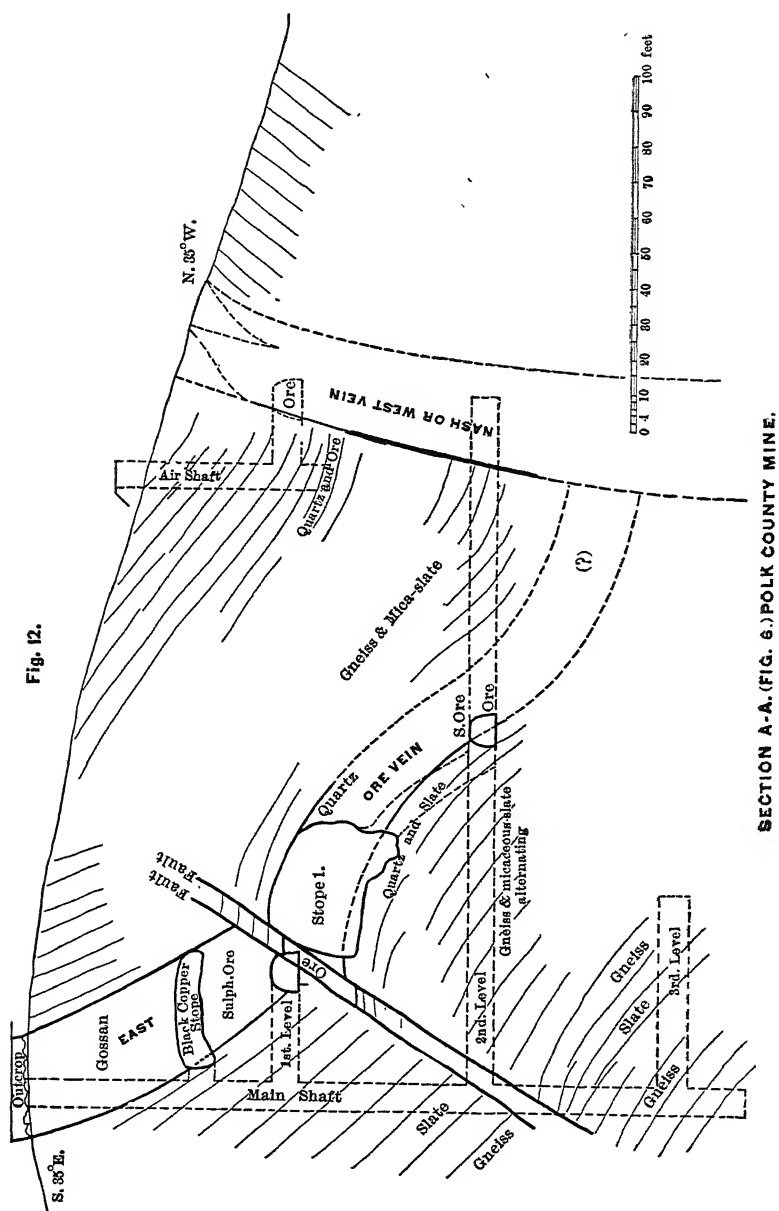 Fig. 12.
S. 35°E.
N. 35°W.
Outcrop
Gossan
EAST
Black Copper
Stope
Sulph. Ore
1st. Level
Main Shaft
Fault
Fault
Ore
Stope 1.
Quartz
ORE VEIN
Quartz and Slate
S. Ore
Ore
2nd. Level
Gneiss & micaceous slate
alternating
Slate
Gneiss
Gneiss
Slate
Gneiss
3rd. Level
Air Shaft
Ore
Quartz and Ore
NASH OR WEST VEIN
Gneiss & Mica-slate
(?)
0 4 10 20 30 40 50 60 70 80 90 100 feet
SECTION A-A. (FIG. 6.) POLK COUNTY MINE.